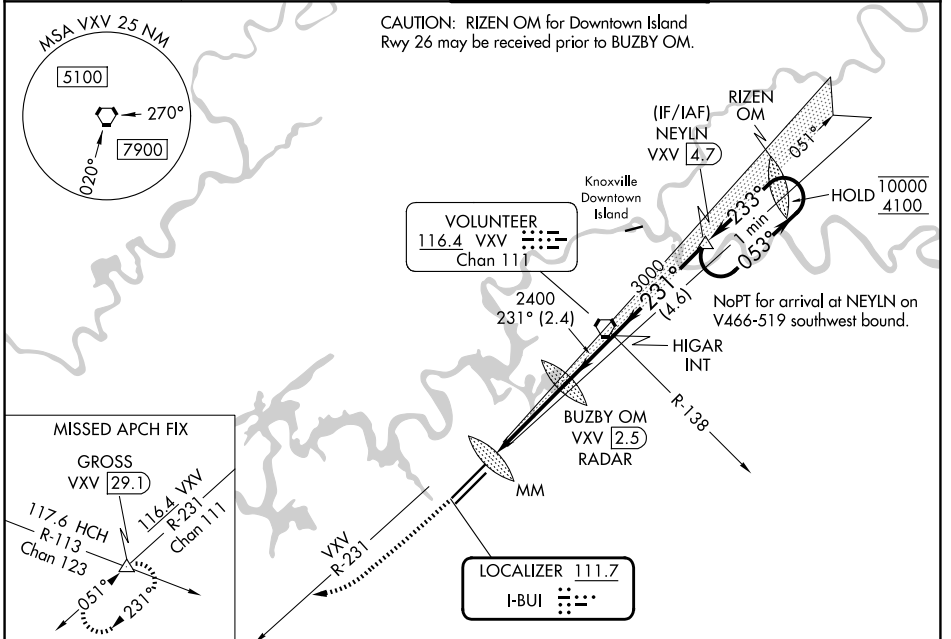 MSA VXV 25 NM
5100
270°
7900
020°
CAUTION: RIZEN OM for Downtown Island
Rwy 26 may be received prior to BUZBY OM.
(IF/IAF)
NEYLN
VXV 4.7
RIZEN
OM
051°
HOLD
10000
4100
233°
1 min
053°
Knoxville
Downtown
Island
VOLUNTEER
116.4 VXV
Chan 111
3000
231°
(4.6)
2400
231° (2.4)
NoPT for arrival at NEYLN on
V466-519 southwest bound.
HIGAR
INT
R-138
BUZBY OM
VXV 2.5
RADAR
MM
VXV
R-231
LOCALIZER 111.7
I-BUI
MISSED APCH FIX
GROSS
VXV 29.1
117.6 HCH
R-113
Chan 123
116.4 VXV
R-231
Chan 111
051°
231°